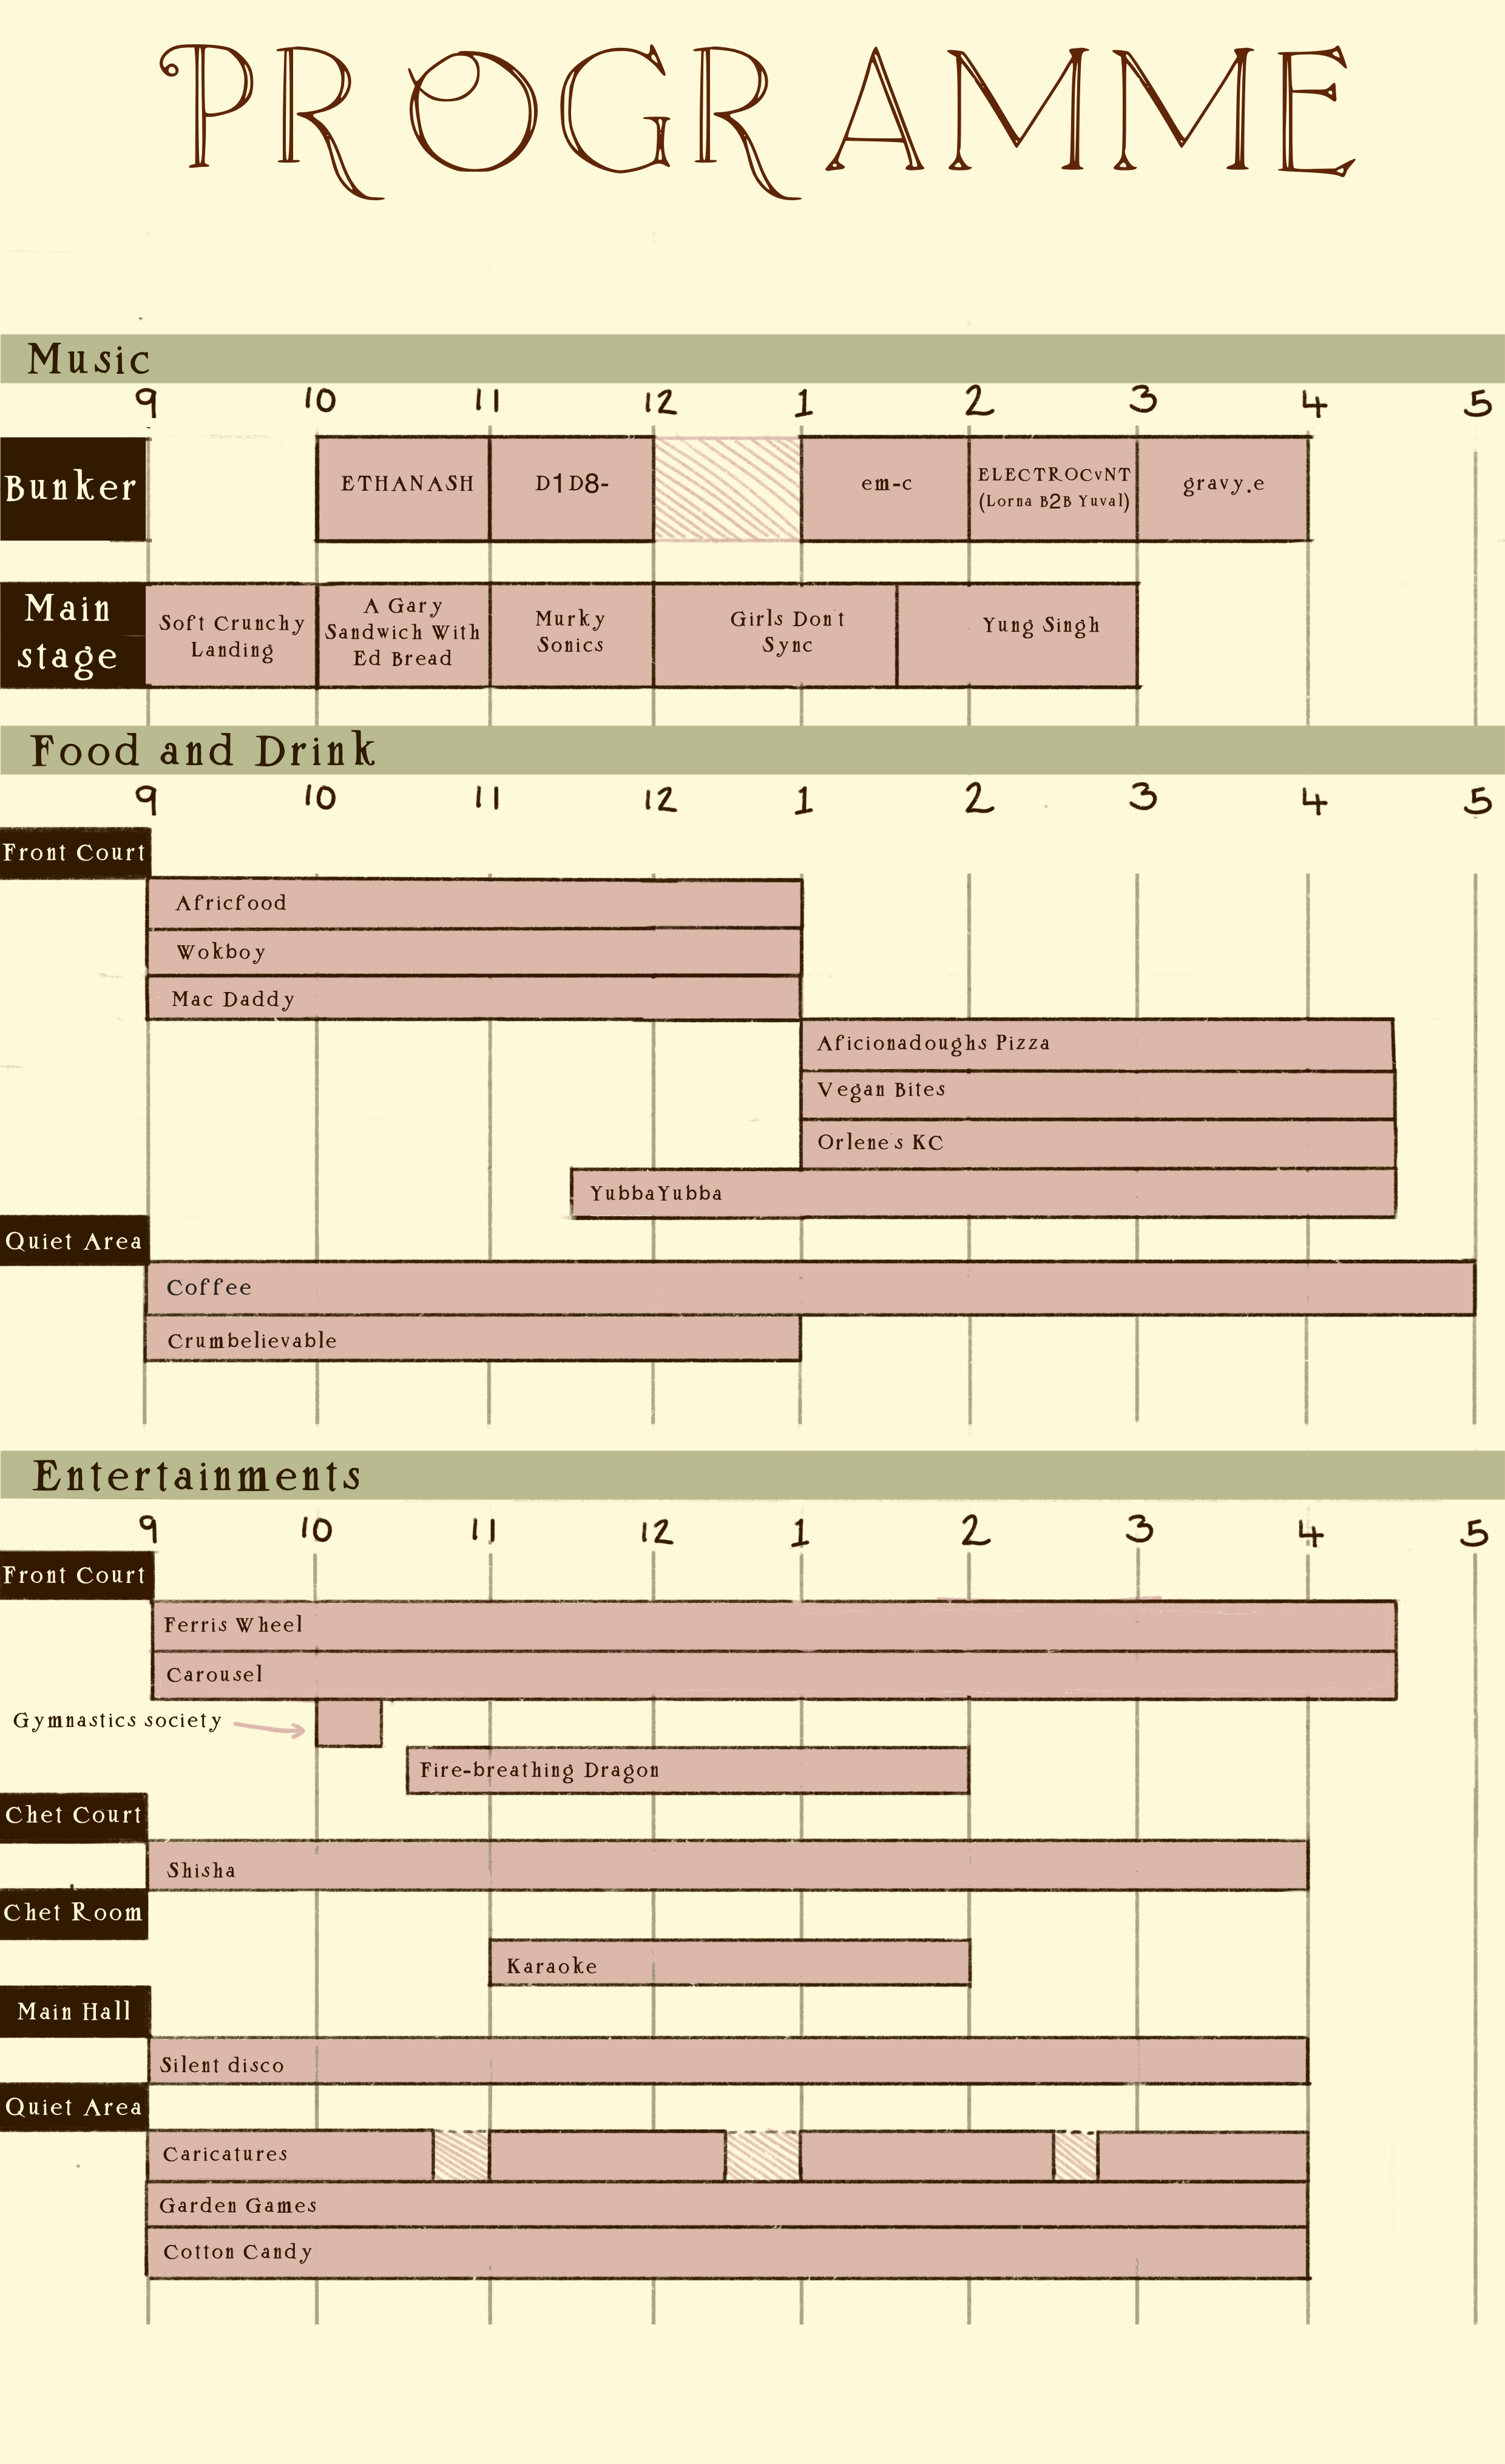 PROGRAMME
Music
9 10 11 12 1 2 3 4 5
Bunker
ETHANASH
D1D8-
em-c
ELECTROCvNT
(Lorna B2B Yuval)
gravy.e
Main
stage
Soft Crunchy
Landing
A Gary
Sandwich With
Ed Bread
Murky
Sonics
Girls Don't
Sync
Yung Singh
Food and Drink
9 10 11 12 1 2 3 4 5
Front Court
Africfood
Wokboy
Mac Daddy
Aficionadoughs Pizza
Vegan Bites
Orlene's KC
YubbaYubba
Quiet Area
Coffee
Crumbelievable
Entertainments
9 10 11 12 1 2 3 4 5
Front Court
Ferris Wheel
Carousel
Gymnastics society
Fire-breathing Dragon
Chet Court
Shisha
Chet Room
Karaoke
Main Hall
Silent disco
Quiet Area
Caricatures
Garden Games
Cotton Candy